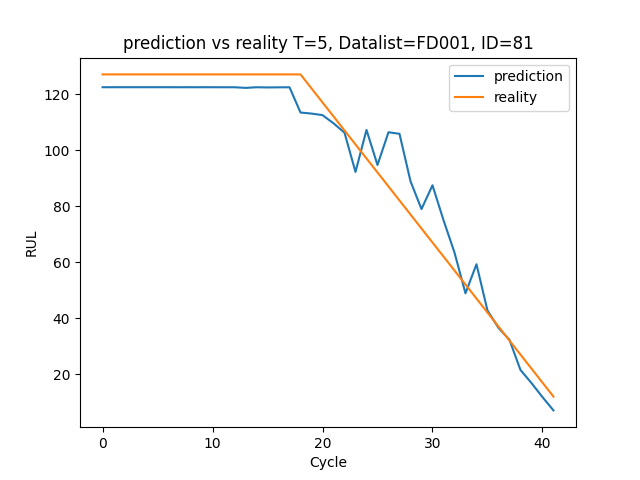 prediction vs reality T=5, Datalist=FD001, ID=81
prediction
reality
RUL
120
100
80
60
40
20
0 10 20 30 40
Cycle